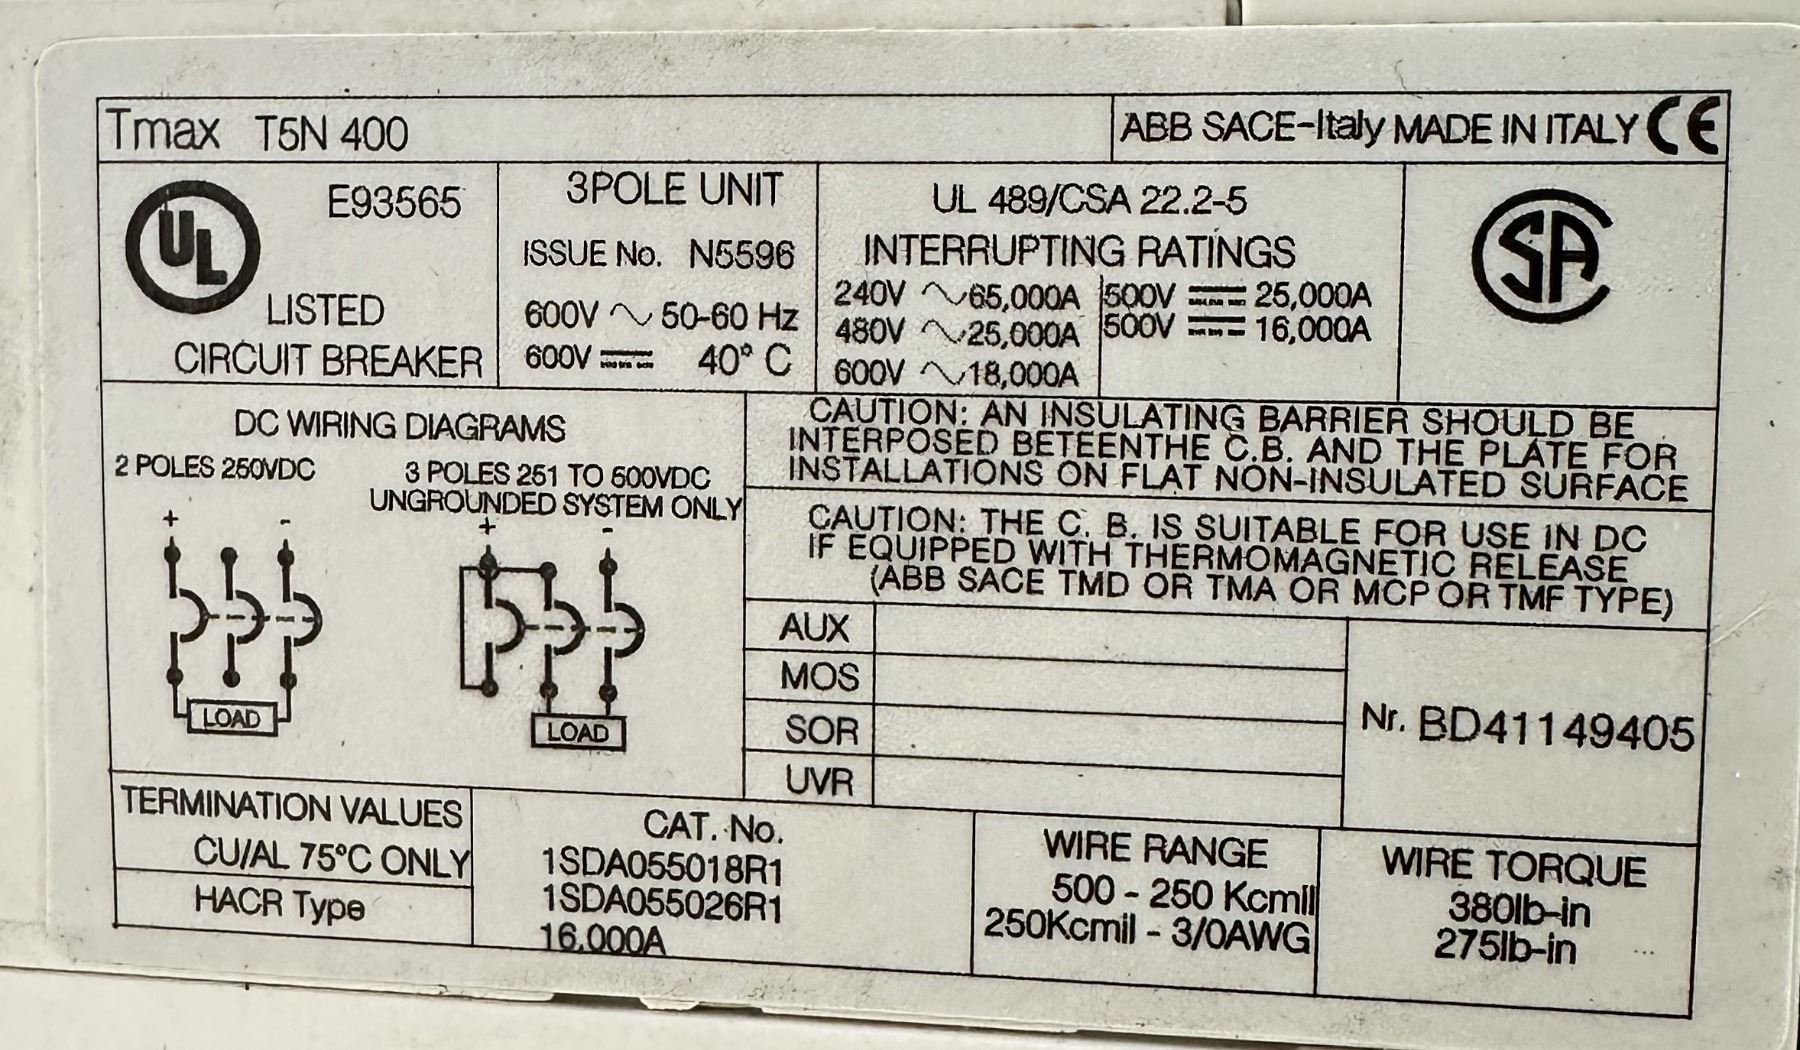 Tmax T5N 400
ABB SACE-Italy MADE IN ITALY CE
UL
E93565
LISTED
CIRCUIT BREAKER
3POLE UNIT
ISSUE No. N5596
600V ~ 50-60 Hz
600V ⎓ 40° C
UL 489/CSA 22.2-5
INTERRUPTING RATINGS
240V ~65,000A
480V ~25,000A
600V ~18,000A
500V ⎓ 25,000A
500V ⎓ 16,000A
SA
DC WIRING DIAGRAMS
2 POLES 250VDC
3 POLES 251 TO 500VDC
UNGROUNDED SYSTEM ONLY
+ -
+ -
LOAD
LOAD
CAUTION: AN INSULATING BARRIER SHOULD BE
INTERPOSED BETEENTHE C.B. AND THE PLATE FOR
INSTALLATIONS ON FLAT NON-INSULATED SURFACE
CAUTION: THE C. B. IS SUITABLE FOR USE IN DC
IF EQUIPPED WITH THERMOMAGNETIC RELEASE
(ABB SACE TMD OR TMA OR MCP OR TMF TYPE)
AUX
MOS
SOR
UVR
Nr. BD41149405
TERMINATION VALUES
CU/AL 75°C ONLY
HACR Type
CAT. No.
1SDA055018R1
1SDA055026R1
16,000A
WIRE RANGE
500 - 250 Kcmil
250Kcmil - 3/0AWG
WIRE TORQUE
380lb-in
275lb-in